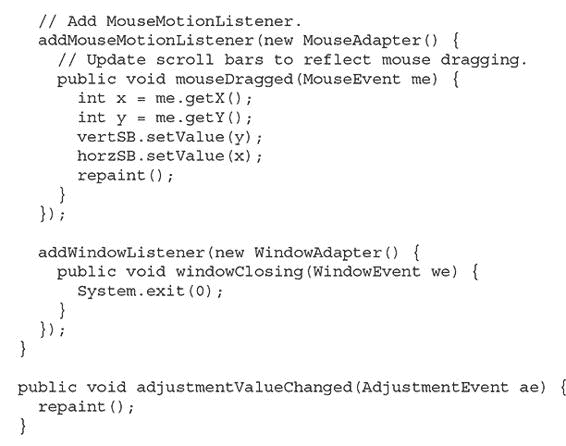 // Add MouseMotionListener.
addMouseMotionListener(new MouseAdapter() {
// Update scroll bars to reflect mouse dragging.
public void mouseDragged(MouseEvent me) {
int x = me.getX();
int y = me.getY();
vertSB.setValue(y);
horzSB.setValue(x);
repaint();
}
});
addWindowListener(new WindowAdapter() {
public void windowClosing(WindowEvent we) {
System.exit(0);
}
});
}
public void adjustmentValueChanged(AdjustmentEvent ae) {
repaint();
}